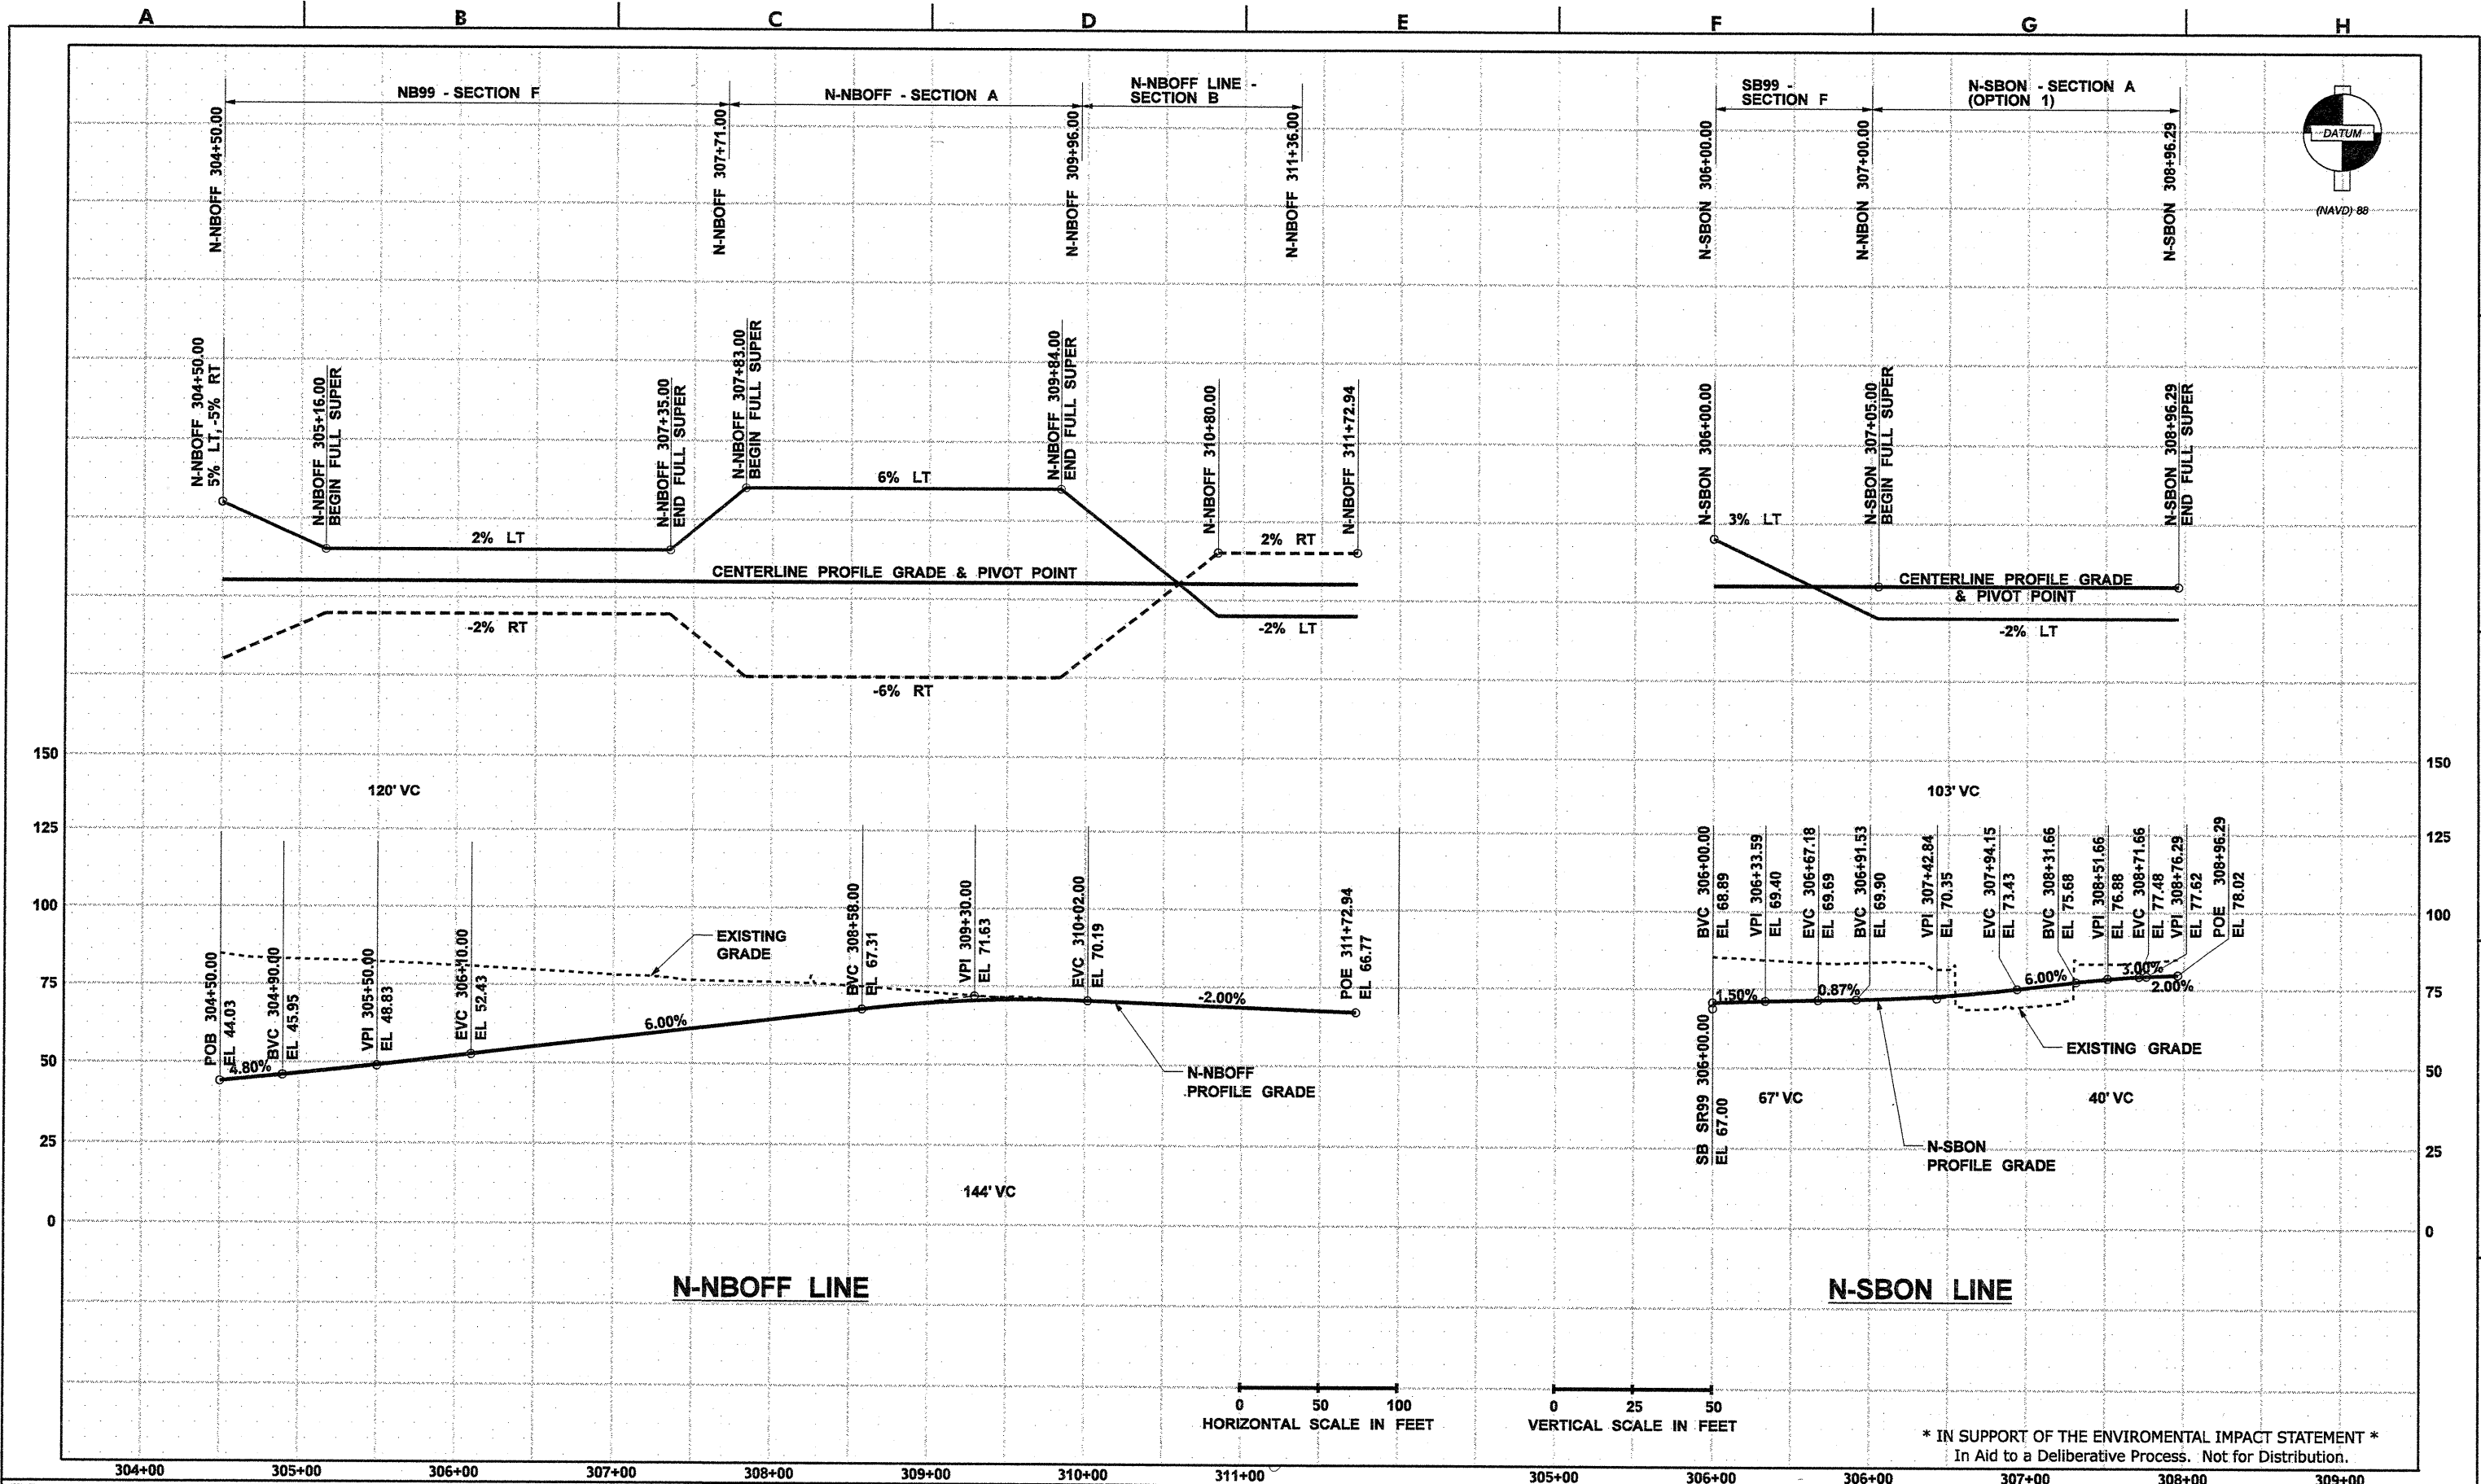 A B C D E F G H
NB99 - SECTION F
N-NBOFF - SECTION A
N-NBOFF LINE -
SECTION B
SB99 -
SECTION F
N-SBON - SECTION A
(OPTION 1)
N-NBOFF 304+50.00
N-NBOFF 307+71.00
N-NBOFF 309+96.00
N-NBOFF 311+36.00
N-SBON 306+00.00
N-NBON 307+00.00
N-SBON 308+96.29
DATUM
(NAVD) 88
N-NBOFF 304+50.00
5% LT, -5% RT
N-NBOFF 305+16.00
BEGIN FULL SUPER
N-NBOFF 307+35.00
END FULL SUPER
N-NBOFF 307+83.00
BEGIN FULL SUPER
N-NBOFF 309+84.00
END FULL SUPER
N-NBOFF 310+80.00
N-NBOFF 311+72.94
N-SBON 306+00.00
N-SBON 307+05.00
BEGIN FULL SUPER
N-SBON 308+96.29
END FULL SUPER
6% LT
3% LT
2% LT
2% RT
CENTERLINE PROFILE GRADE & PIVOT POINT
CENTERLINE PROFILE GRADE
& PIVOT POINT
-2% RT
-2% LT
-2% LT
-6% RT
150
125
100
75
50
25
0
150
125
100
75
50
25
0
120' VC
103' VC
POB 304+50.00
EL 44.03
BVC 304+90.00
EL 45.95
VPI 305+50.00
EL 48.83
EVC 306+10.00
EL 52.43
BVC 308+58.00
EL 67.31
VPI 309+30.00
EL 71.63
EVC 310+02.00
EL 70.19
POE 311+72.94
EL 66.77
EXISTING
GRADE
4.80%
6.00%
-2.00%
N-NBOFF
PROFILE GRADE
144' VC
BVC 306+00.00
EL 68.89
VPI 306+33.59
EL 69.40
EVC 306+67.18
EL 69.69
BVC 306+91.53
EL 69.90
VPI 307+42.84
EL 70.35
EVC 307+94.15
EL 73.43
BVC 308+31.66
EL 75.68
VPI 308+51.66
EL 76.88
EVC 308+71.66
EL 77.48
VPI 308+76.29
EL 77.62
POE 308+96.29
EL 78.02
1.50%
0.87%
6.00%
3.00%
2.00%
SB SR99 306+00.00
EL 67.00
EXISTING GRADE
67' VC
40' VC
N-SBON
PROFILE GRADE
N-NBOFF LINE
N-SBON LINE
0 50 100
HORIZONTAL SCALE IN FEET
0 25 50
VERTICAL SCALE IN FEET
* IN SUPPORT OF THE ENVIROMENTAL IMPACT STATEMENT *
In Aid to a Deliberative Process. Not for Distribution.
304+00 305+00 306+00 307+00 308+00 309+00 310+00 311+00 305+00 306+00 306+00 307+00 308+00 309+00